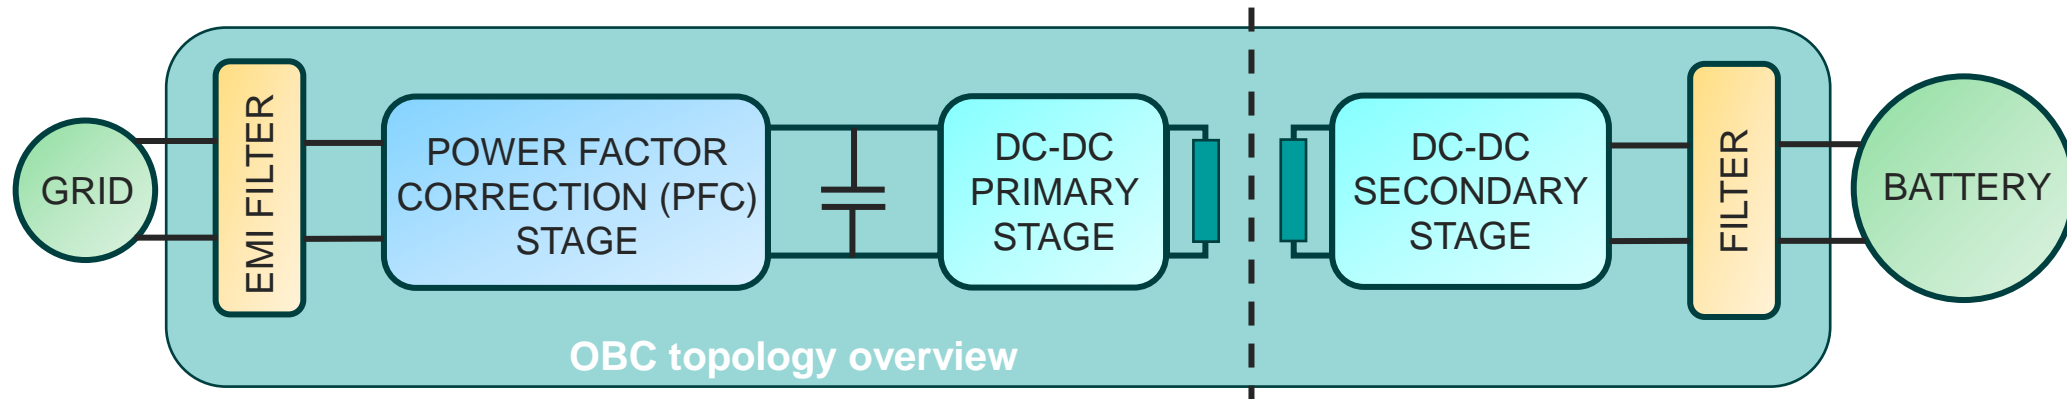 GRID
EMI FILTER
POWER FACTOR
CORRECTION (PFC)
STAGE
DC-DC
PRIMARY
STAGE
DC-DC
SECONDARY
STAGE
FILTER
BATTERY
OBC topology overview